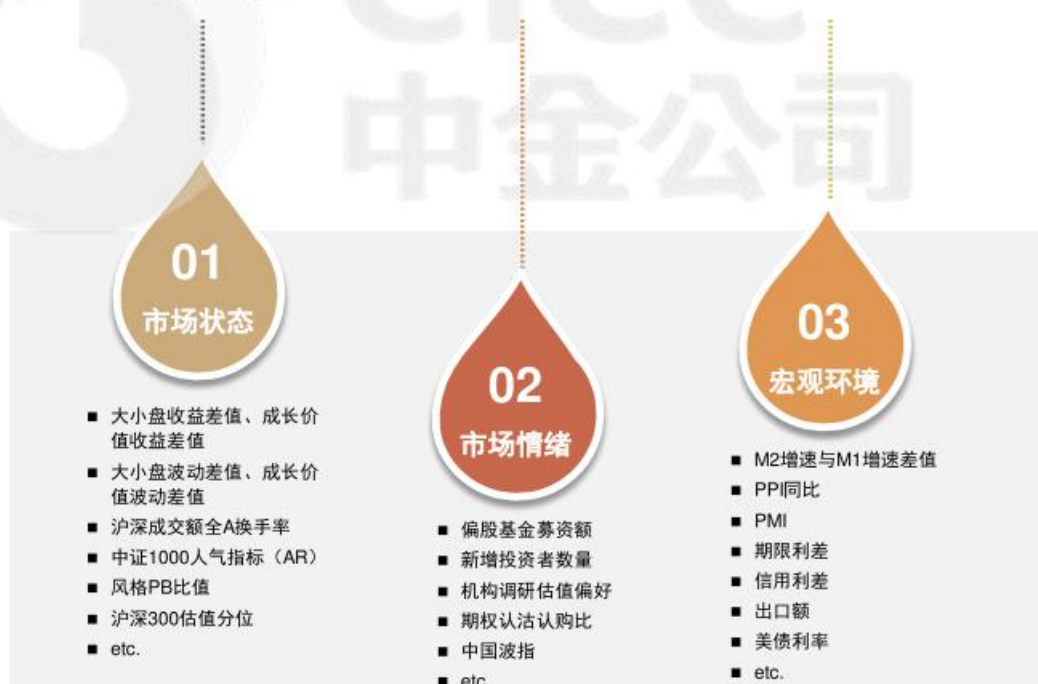 CICC
中金公司
01
市场状态
大小盘收益差值、成长价
值收益差值
大小盘波动差值、成长价
值波动差值
沪深成交额全A换手率
中证1000人气指标（AR）
风格PB比值
沪深300估值分位
etc.
02
市场情绪
偏股基金募资额
新增投资者数量
机构调研估值偏好
期权认沽认购比
中国波指
etc.
03
宏观环境
M2增速与M1增速差值
PPI同比
PMI
期限利差
信用利差
出口额
美债利率
etc.